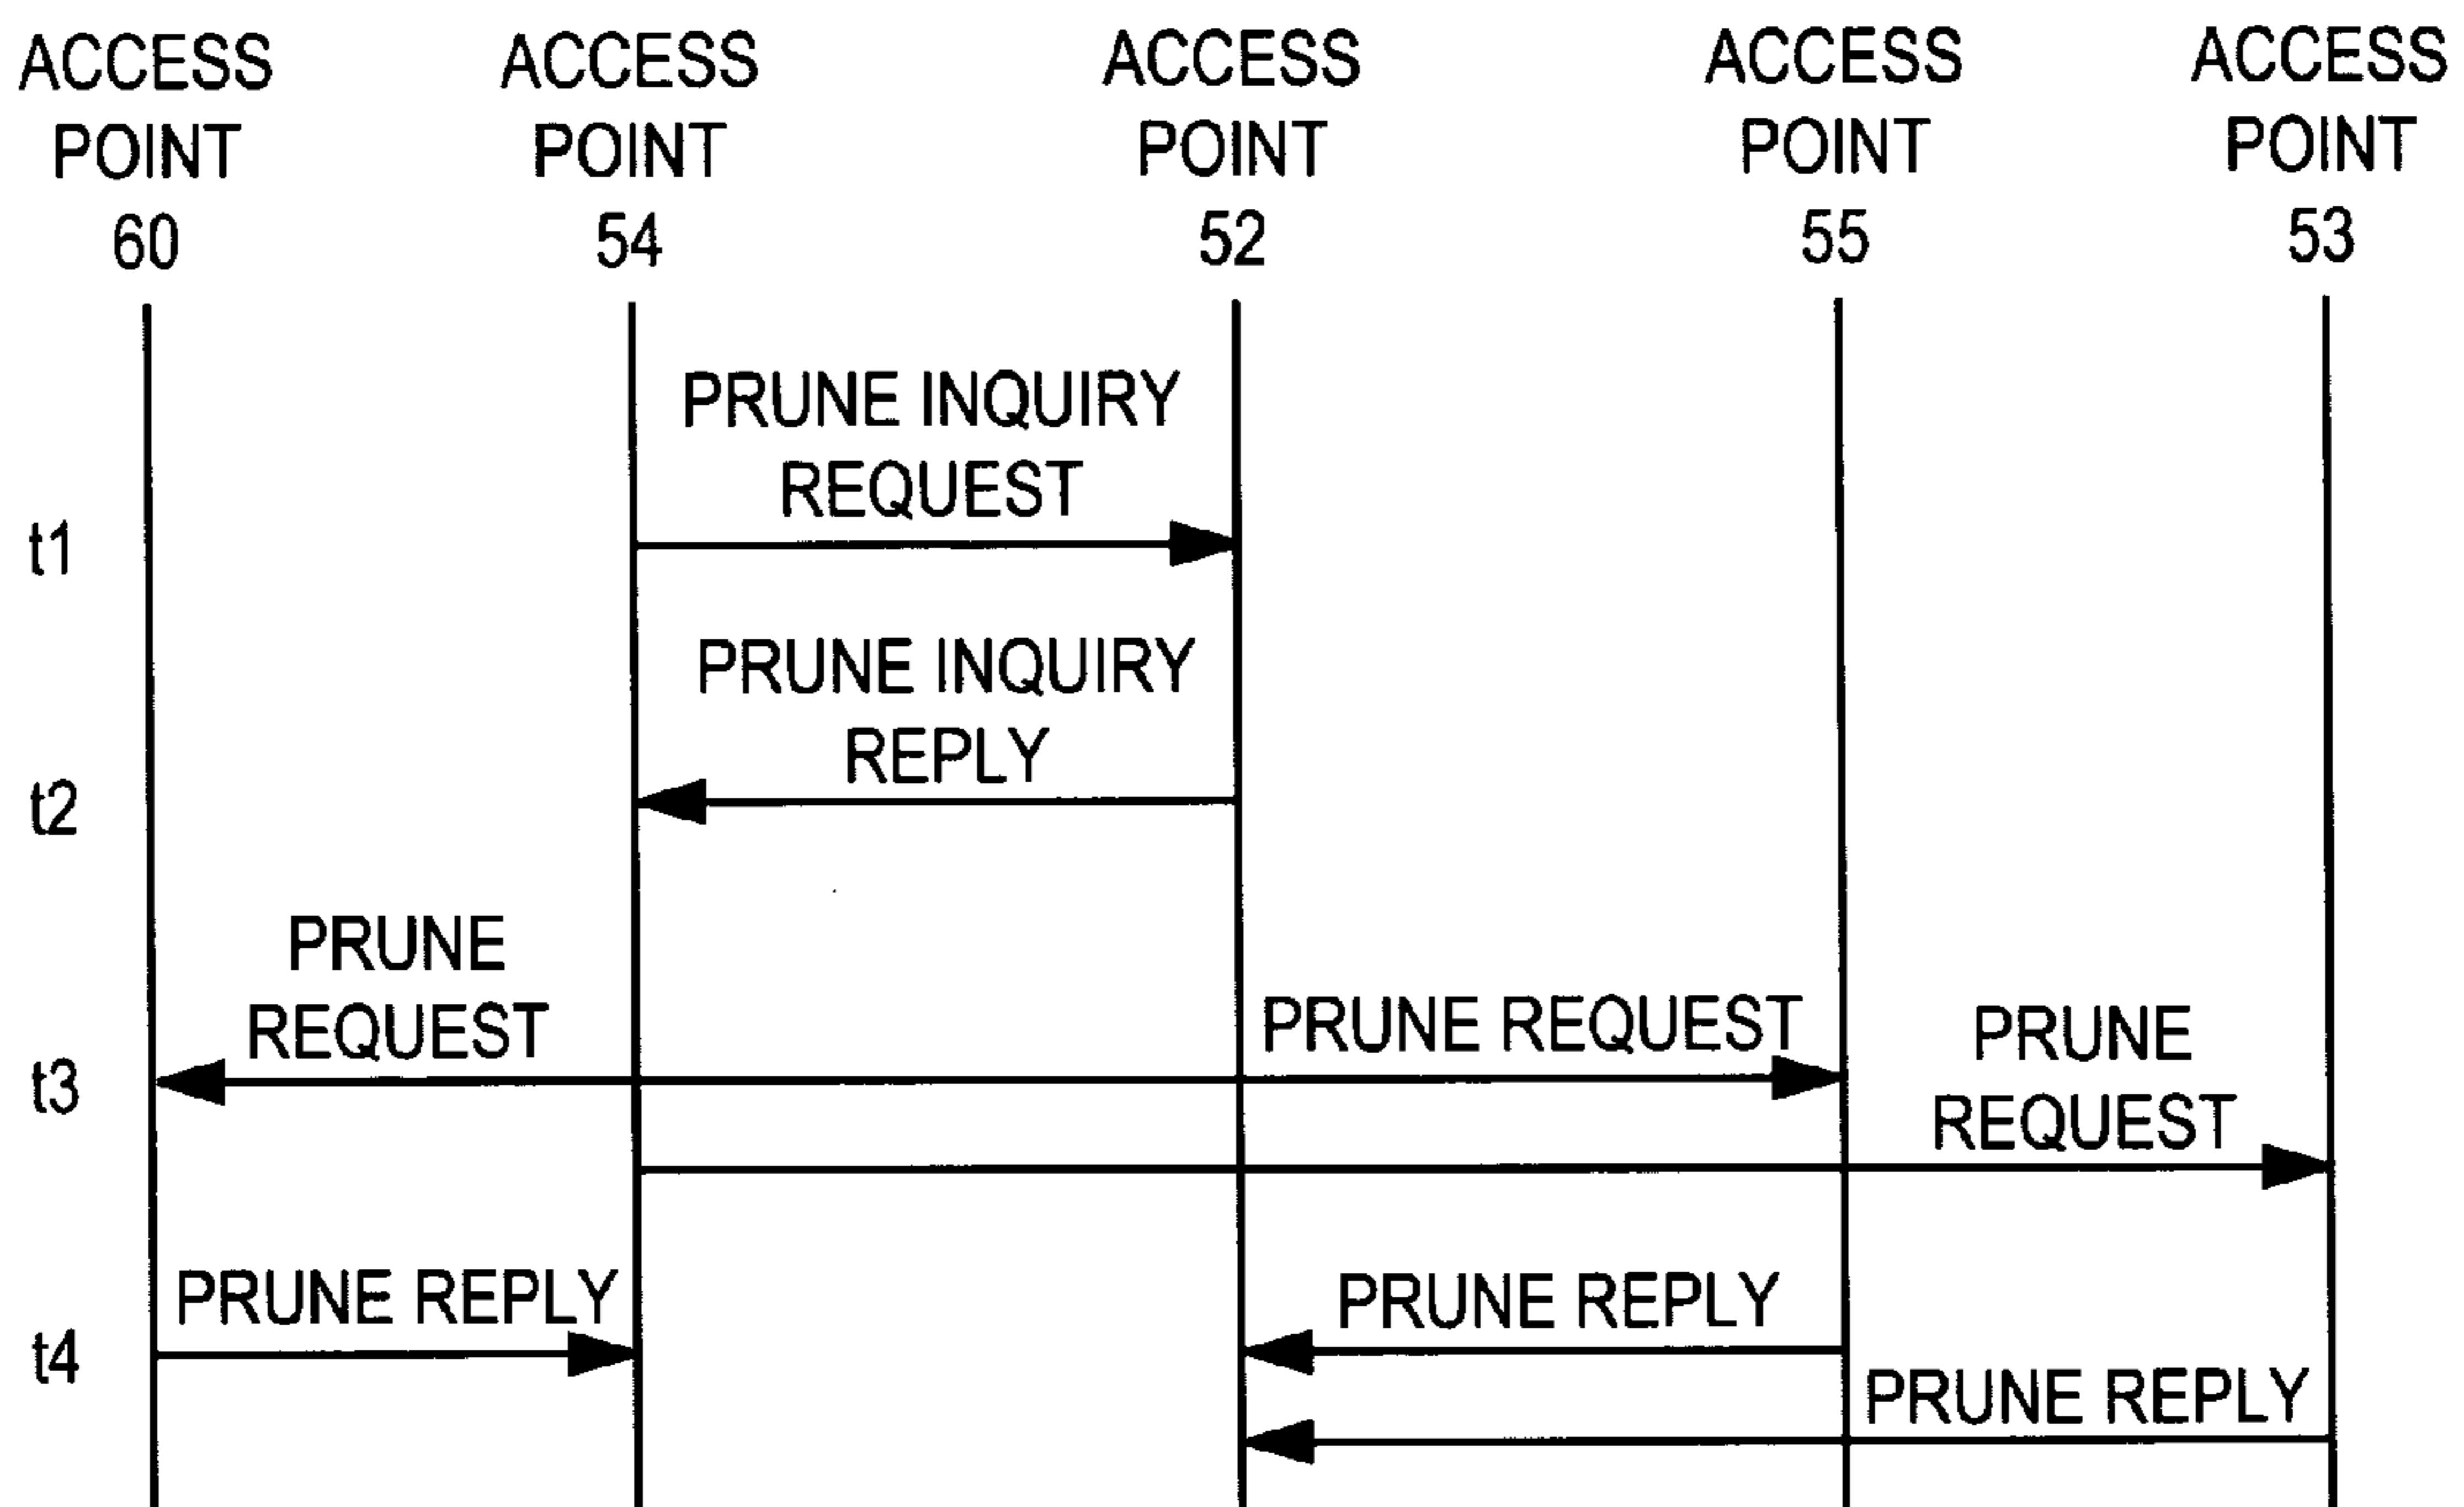 ACCESS POINT 60
ACCESS POINT 54
ACCESS POINT 52
ACCESS POINT 55
ACCESS POINT 53
PRUNE INQUIRY
REQUEST
t1
PRUNE INQUIRY
REPLY
t2
PRUNE
REQUEST
PRUNE REQUEST
PRUNE
REQUEST
t3
PRUNE REPLY
PRUNE REPLY
t4
PRUNE REPLY